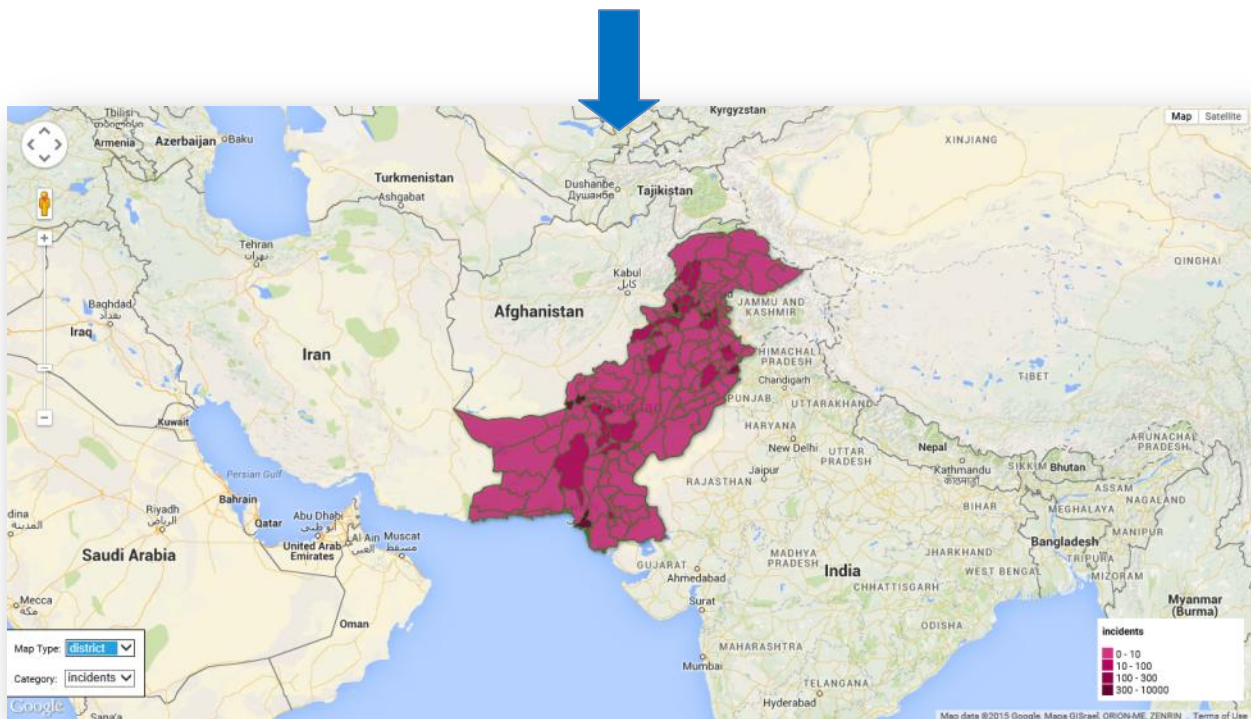 Kyrgyzstan
Map Satellite
Tbilisi
თბილისი
Armenia
Azerbaijan
Baku
XINJIANG
Turkmenistan
Ashgabat
Dushanbe
Душанбе
Tajikistan
Tehran
تهران
QINGHAI
Kabul
کابل
Baghdad
بغداد
Iraq
Afghanistan
JAMMU AND
KASHMIR
Iran
HIMACHAL
PRADESH
TIBET
Chandigarh
PUNJAB
UTTARAKHAND
Kuwait
HARYANA
New Delhi
UTTAR
PRADESH
Nepal
Kathmandu
SIKKIM
Bhutan
ARUNACHAL
PRADESH
Persian Gulf
Jaipur
RAJASTHAN
ASSAM
NAGALAND
Bahrain
BIHAR
MEGHALAYA
MANIPUR
dina
المدينة
Riyadh
الرياض
Qatar
Abu Dhabi
أبو ظبي
United Arab
Emirates
Al Ain
العين
Muscat
مسقط
Saudi Arabia
Bangladesh
TRIPURA
MIZORAM
GUJARAT
Ahmedabad
MADHYA
PRADESH
India
JHARKHAND
WEST BENGAL
CHHATTISGARH
Mecca
مكة
Surat
Myanmar
(Burma)
Oman
ODISHA
MAHARASHTRA
Mumbai
TELANGANA
Hyderabad
Map Type: district
Category: incidents
Google
Sana'a
incidents
0 - 10
10 - 100
100 - 300
300 - 10000
Map data ©2015 Google, Mapa GISrael, ORION-ME, ZENRIN
Terms of Use